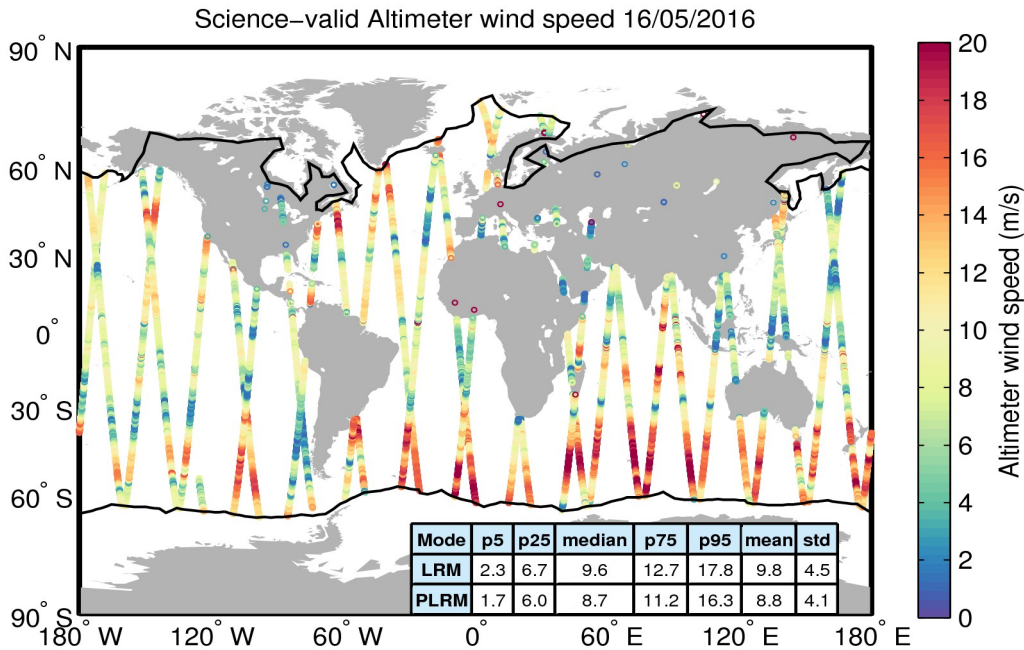 Science−valid Altimeter wind speed 16/05/2016
90° N
60° N
30° N
0°
30° S
60° S
90° S
180° W
120° W
60° W
0°
60° E
120° E
180° E
Mode p5 p25 median p75 p95 mean std
LRM 2.3 6.7 9.6 12.7 17.8 9.8 4.5
PLRM 1.7 6.0 8.7 11.2 16.3 8.8 4.1
20
18
16
14
12
10
8
6
4
2
0
Altimeter wind speed (m/s)